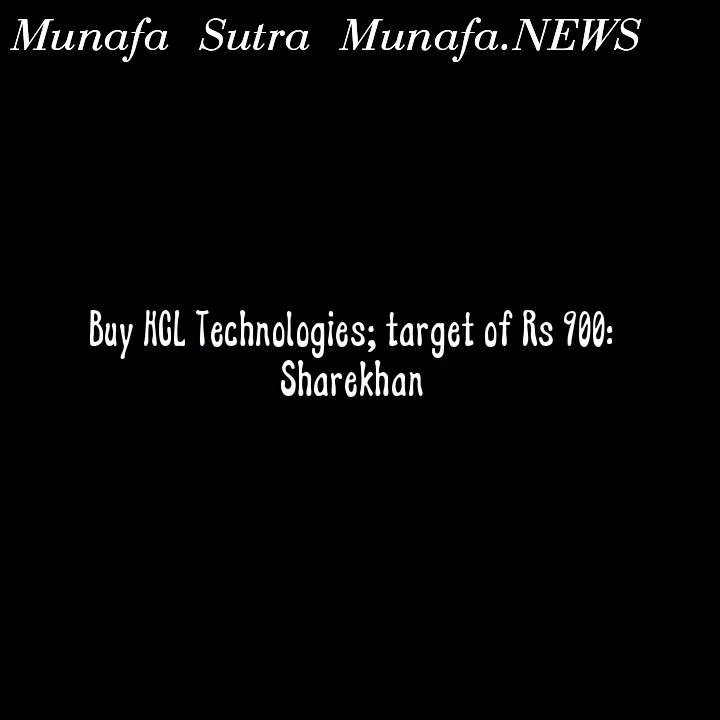 Munafa Sutra Munafa.NEWS
Buy HCL Technologies; target of Rs 900:
Sharekhan